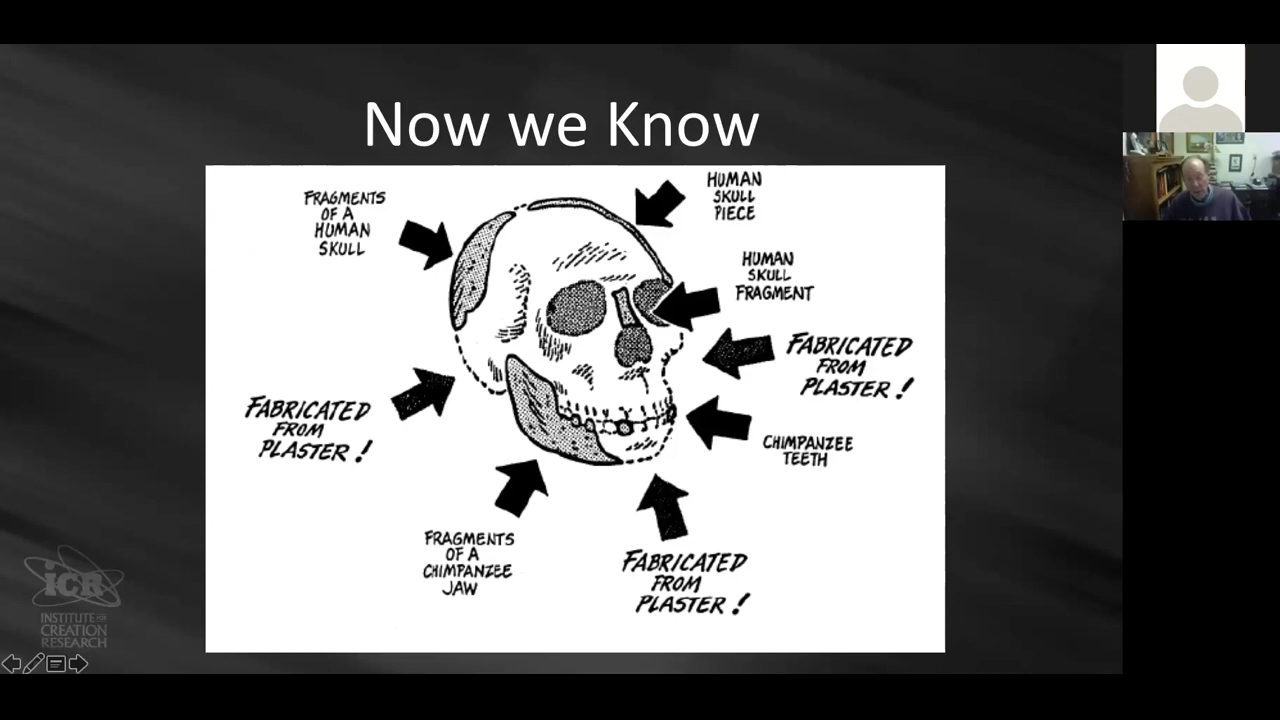 Now we Know
FRAGMENTS
OF A
HUMAN
SKULL
HUMAN
SKULL
PIECE
HUMAN
SKULL
FRAGMENT
FABRICATED
FROM
PLASTER!
FABRICATED
FROM
PLASTER!
CHIMPANZEE
TEETH
FRAGMENTS
OF A
CHIMPANZEE
JAW
FABRICATED
FROM
PLASTER!
iCR
INSTITUTE FOR
CREATION
RESEARCH